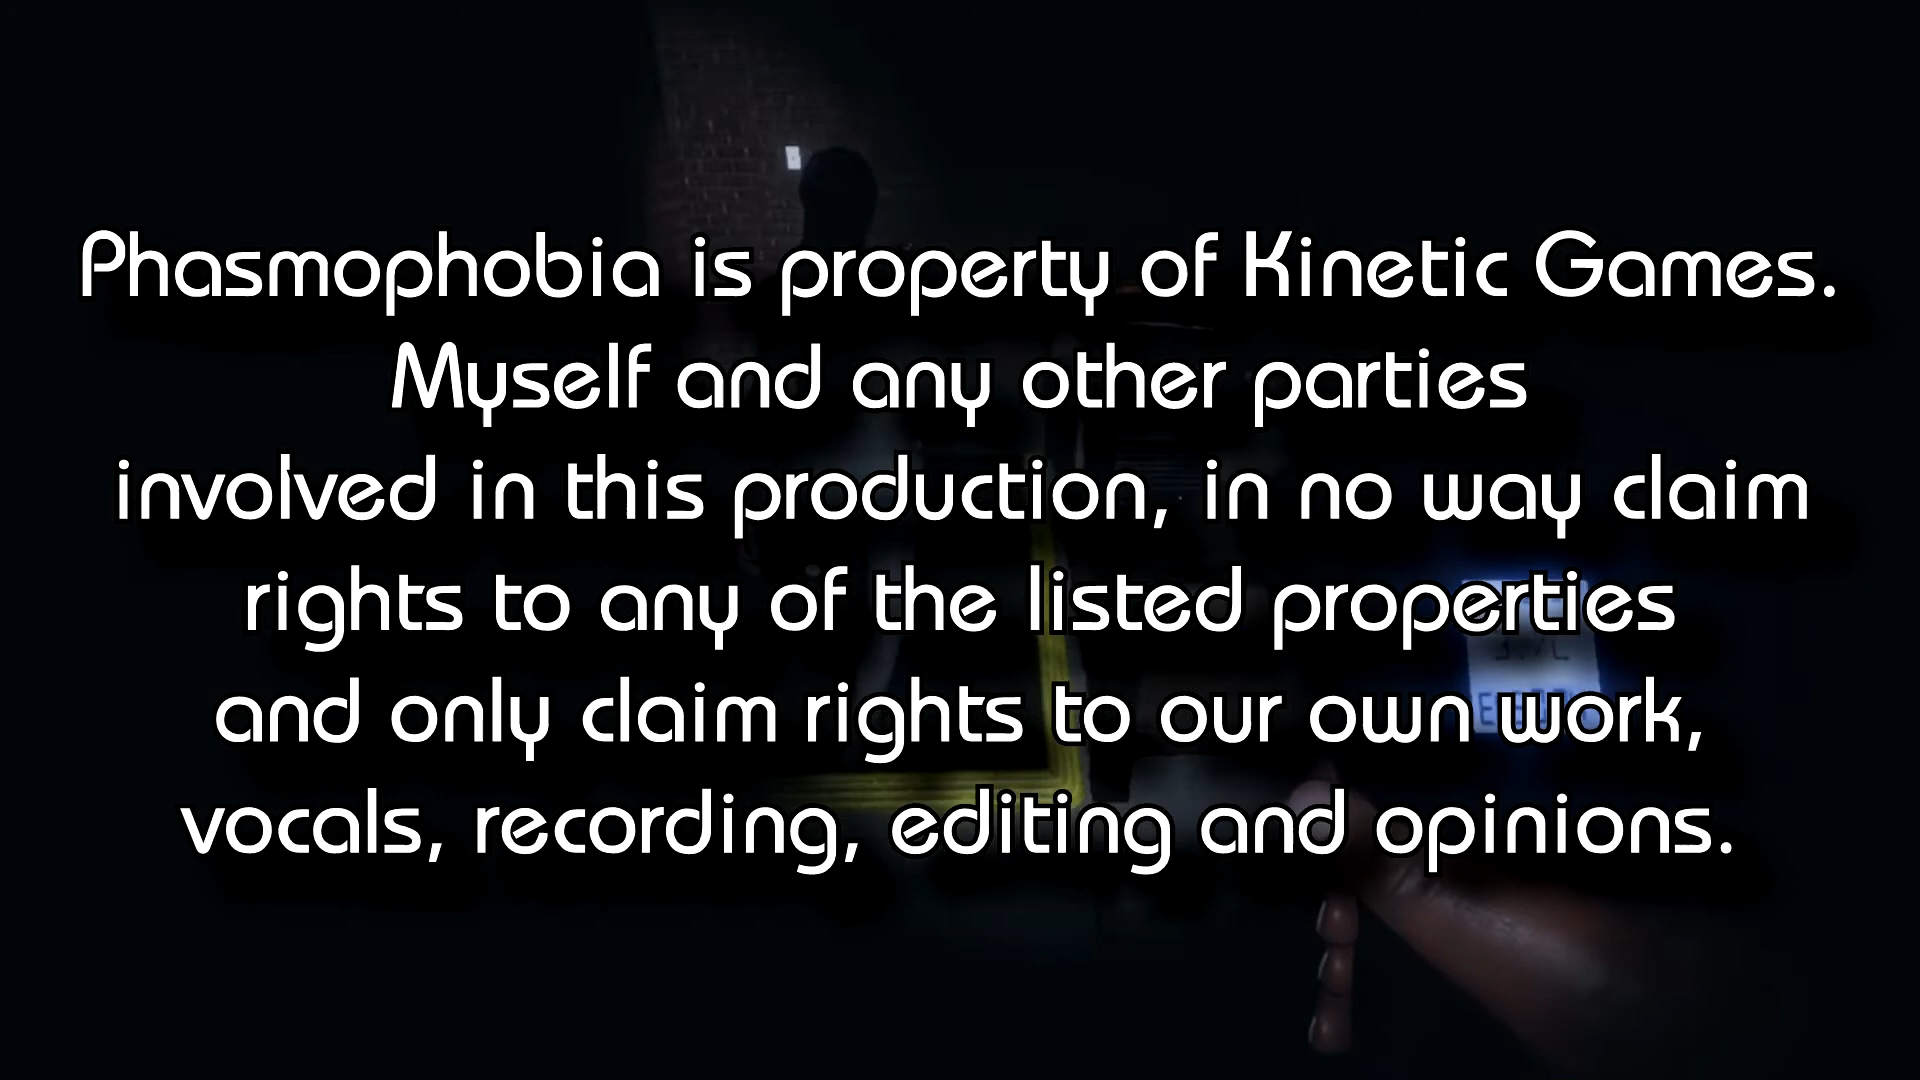 Phasmophobia is property of Kinetic Games.
Myself and any other parties
involved in this production, in no way claim
rights to any of the listed properties
and only claim rights to our own work,
vocals, recording, editing and opinions.